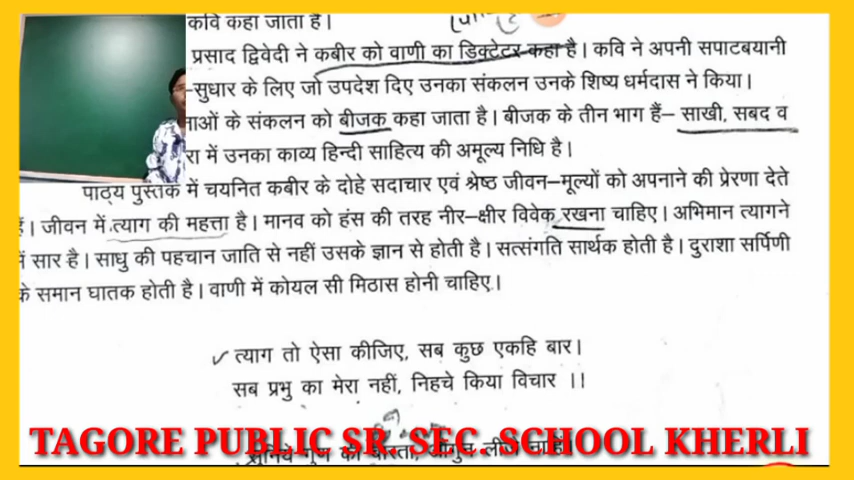 कवि कहा जाता है।
प्रसाद द्विवेदी ने कबीर को वाणी का डिक्टेटर कहा है। कवि ने अपनी सपाटबयानी
–सुधार के लिए जो उपदेश दिए उनका संकलन उनके शिष्य धर्मदास ने किया।
ाओं के संकलन को बीजक कहा जाता है। बीजक के तीन भाग हैं– साखी, सबद व
रा में उनका काव्य हिन्दी साहित्य की अमूल्य निधि है।
पाठ्य पुस्तक में चयनित कबीर के दोहे सदाचार एवं श्रेष्ठ जीवन–मूल्यों को अपनाने की प्रेरणा देते
हैं। जीवन में त्याग की महत्ता है। मानव को हंस की तरह नीर–क्षीर विवेक रखना चाहिए। अभिमान त्यागने
में सार है। साधु की पहचान जाति से नहीं उसके ज्ञान से होती है। सत्संगति सार्थक होती है। दुराशा सर्पिणी
के समान घातक होती है। वाणी में कोयल सी मिठास होनी चाहिए।
त्याग तो ऐसा कीजिए, सब कुछ एकहि बार।
सब प्रभु का मेरा नहीं, निहचे किया विचार ।।
TAGORE PUBLIC SR. SEC. SCHOOL KHERLI